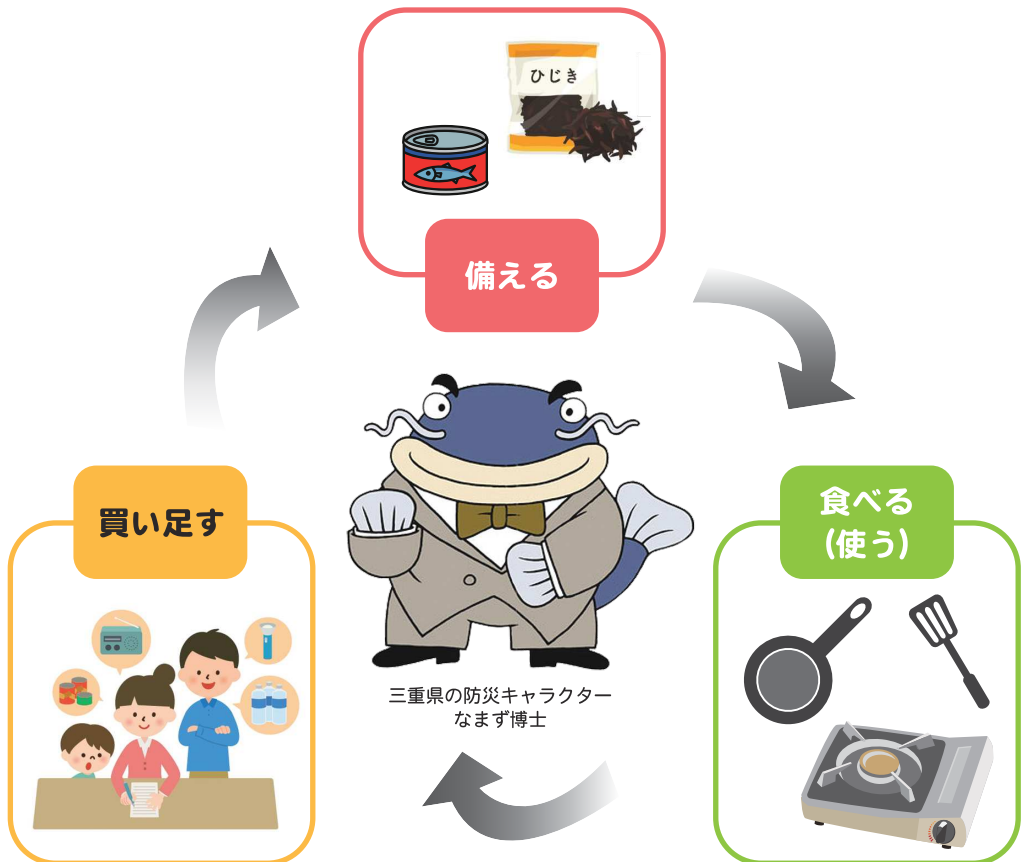 ひじき
備える
買い足す
食べる
(使う)
三重県の防災キャラクター
なまず博士